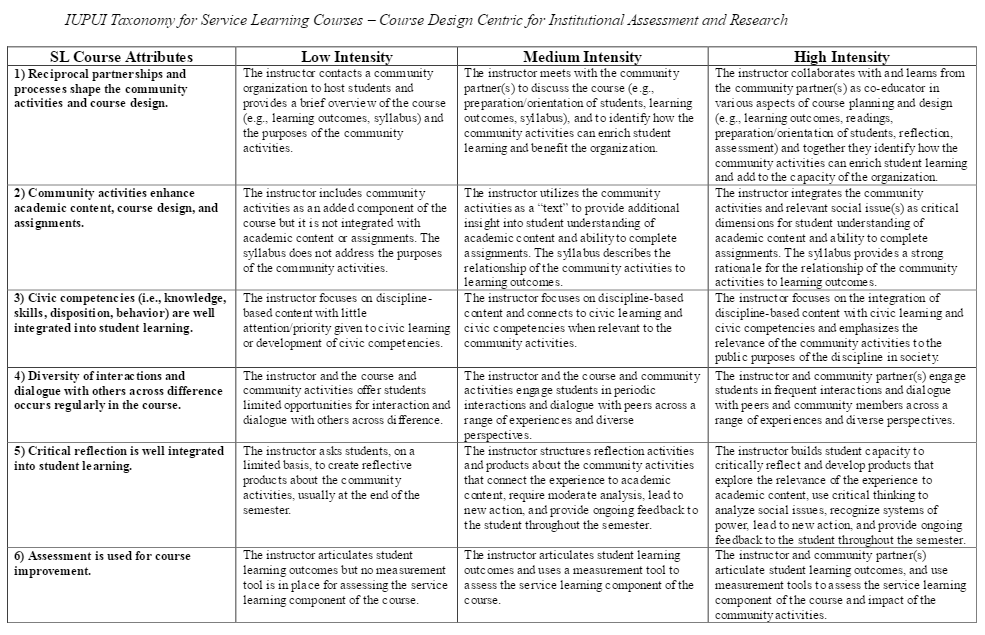 IUPUI Taxonomy for Service Learning Courses – Course Design Centric for Institutional Assessment and Research
SL Course Attributes
Low Intensity
Medium Intensity
High Intensity
1) Reciprocal partnerships and
processes shape the community
activities and course design.
The instructor contacts a community
organization to host students and
provides a brief overview of the course
(e.g., learning outcomes, syllabus) and
the purposes of the community
activities.
The instructor meets with the community
partner(s) to discuss the course (e.g.,
preparation/orientation of students, learning
outcomes, syllabus), and to identify how the
community activities can enrich student
learning and benefit the organization.
The instructor collaborates with and learns from
the community partner(s) as co-educator in
various aspects of course planning and design
(e.g., learning outcomes, readings,
preparation/orientation of students, reflection,
assessment) and together they identify how the
community activities can enrich student learning
and add to the capacity of the organization.
2) Community activities enhance
academic content, course design, and
assignments.
The instructor includes community
activities as an added component of the
course but it is not integrated with
academic content or assignments. The
syllabus does not address the purposes
of the community activities.
The instructor utilizes the community
activities as a “text” to provide additional
insight into student understanding of
academic content and ability to complete
assignments. The syllabus describes the
relationship of the community activities to
learning outcomes.
The instructor integrates the community
activities and relevant social issue(s) as critical
dimensions for student understanding of
academic content and ability to complete
assignments. The syllabus provides a strong
rationale for the relationship of the community
activities to learning outcomes.
3) Civic competencies (i.e., knowledge,
skills, disposition, behavior) are well
integrated into student learning.
The instructor focuses on discipline-
based content with little
attention/priority given to civic learning
or development of civic competencies.
The instructor focuses on discipline-based
content and connects to civic learning and
civic competencies when relevant to the
community activities.
The instructor focuses on the integration of
discipline-based content with civic learning and
civic competencies and emphasizes the
relevance of the community activities to the
public purposes of the discipline in society.
4) Diversity of interactions and
dialogue with others across difference
occurs regularly in the course.
The instructor and the course and
community activities offer students
limited opportunities for interaction and
dialogue with others across difference.
The instructor and the course and community
activities engage students in periodic
interactions and dialogue with peers across a
range of experiences and diverse
perspectives.
The instructor and community partner(s) engage
students in frequent interactions and dialogue
with peers and community members across a
range of experiences and diverse perspectives.
5) Critical reflection is well integrated
into student learning.
The instructor asks students, on a
limited basis, to create reflective
products about the community
activities, usually at the end of the
semester.
The instructor structures reflection activities
and products about the community activities
that connect the experience to academic
content, require moderate analysis, lead to
new action, and provide ongoing feedback to
the student throughout the semester.
The instructor builds student capacity to
critically reflect and develop products that
explore the relevance of the experience to
academic content, use critical thinking to
analyze social issues, recognize systems of
power, lead to new action, and provide ongoing
feedback to the student throughout the semester.
6) Assessment is used for course
improvement.
The instructor articulates student
learning outcomes but no measurement
tool is in place for assessing the service
learning component of the course.
The instructor articulates student learning
outcomes and uses a measurement tool to
assess the service learning component of the
course.
The instructor and community partner(s)
articulate student learning outcomes, and use
measurement tools to assess the service learning
component of the course and impact of the
community activities.